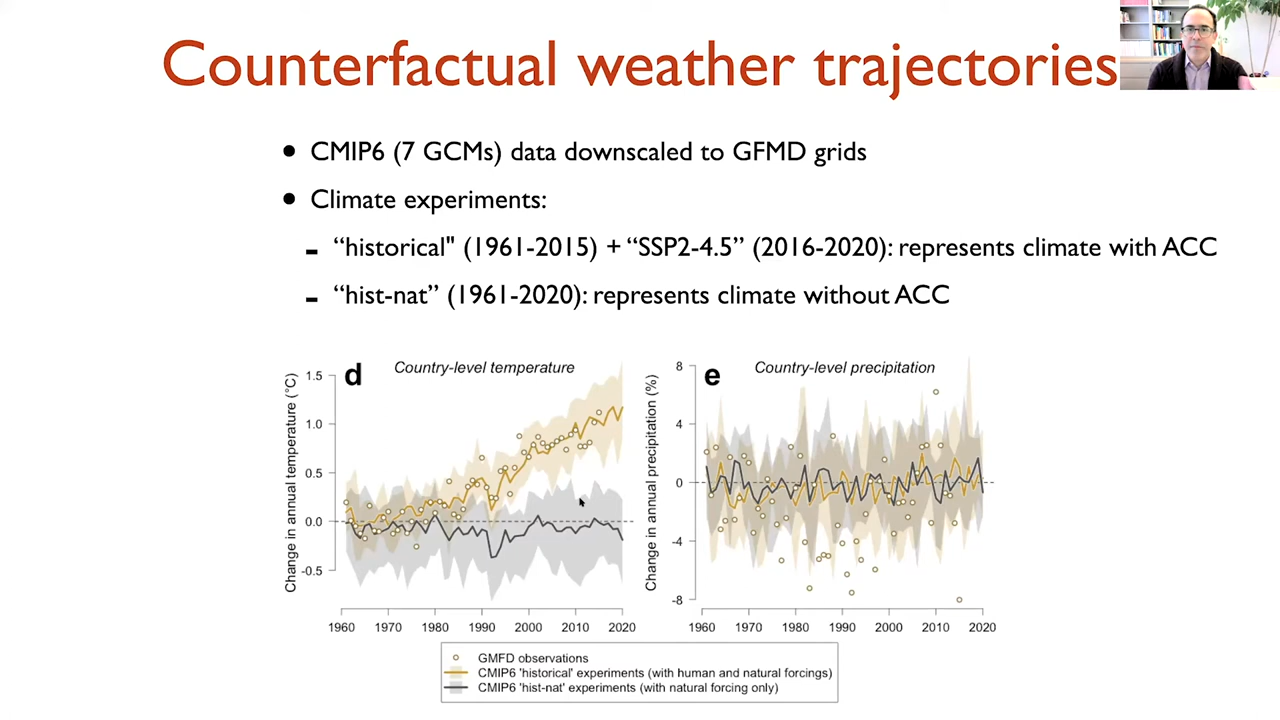 Counterfactual weather trajectories
• CMIP6 (7 GCMs) data downscaled to GFMD grids
• Climate experiments:
- “historical" (1961-2015) + “SSP2-4.5” (2016-2020): represents climate with ACC
- “hist-nat” (1961-2020): represents climate without ACC
d
Country-level temperature
Change in annual temperature (°C)
1.5
1.0
0.5
0.0
-0.5
1960 1970 1980 1990 2000 2010 2020
e
Country-level precipitation
Change in annual precipitation (%)
8
4
0
-4
-8
1960 1970 1980 1990 2000 2010 2020
GMFD observations
CMIP6 'historical' experiments (with human and natural forcings)
CMIP6 'hist-nat' experiments (with natural forcing only)